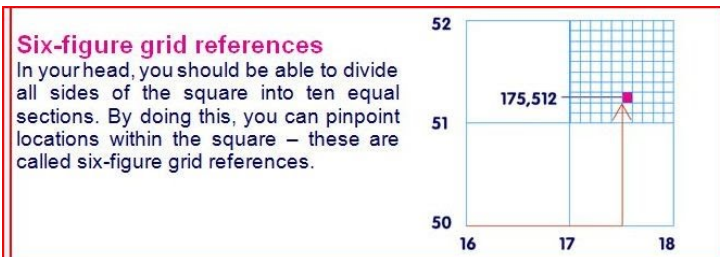 Six-figure grid references
In your head, you should be able to divide
all sides of the square into ten equal
sections. By doing this, you can pinpoint
locations within the square – these are
called six-figure grid references.
52
175,512
51
50
16 17 18